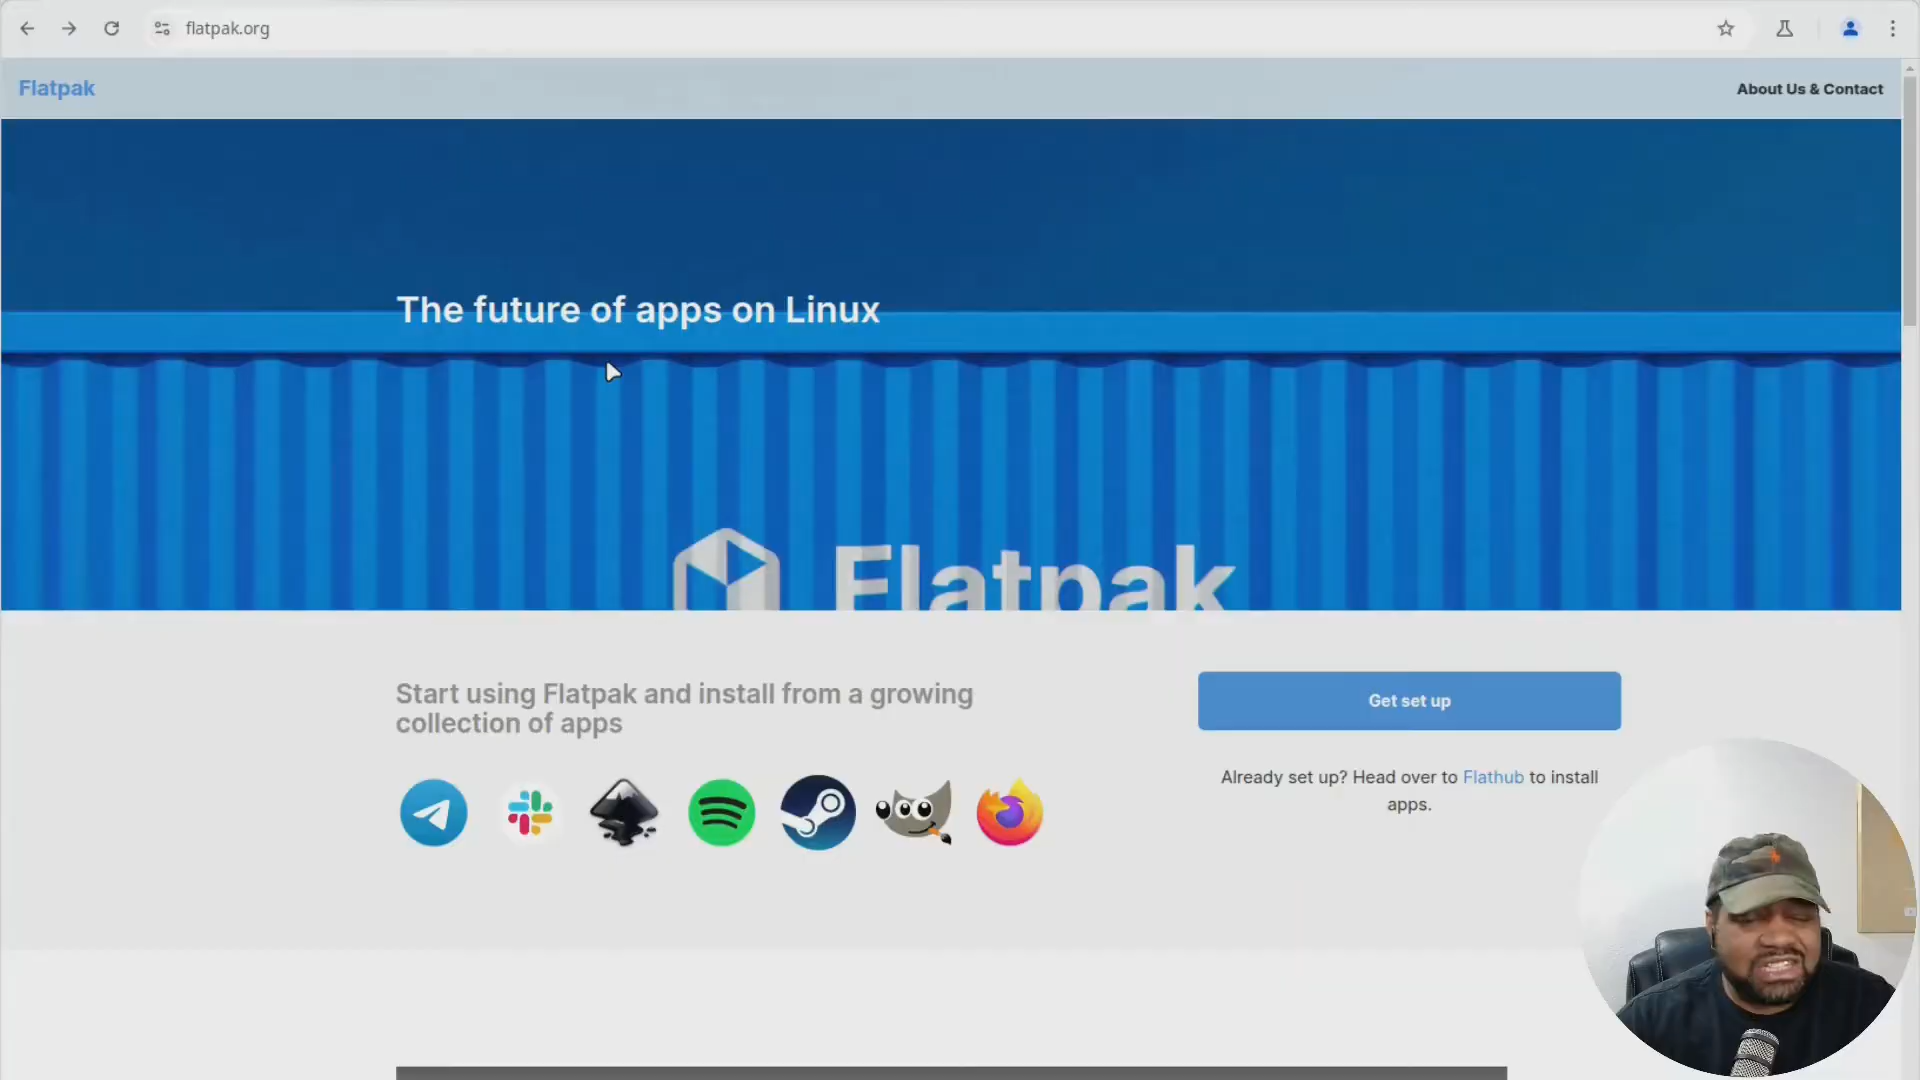 flatpak.org
Flatpak
About Us & Contact
The future of apps on Linux
Flatpak
Start using Flatpak and install from a growing
collection of apps
Get set up
Already set up? Head over to Flathub to install
apps.